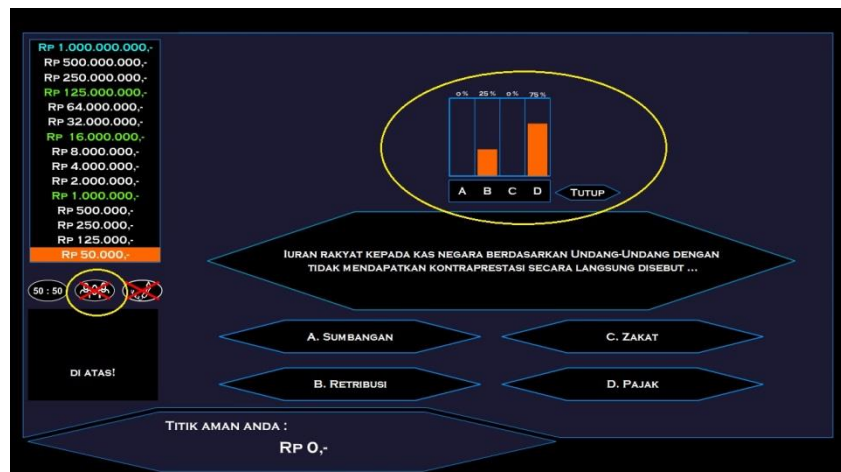 Rp 1.000.000.000,-
Rp 500.000.000,-
Rp 250.000.000,-
Rp 125.000.000,-
Rp 64.000.000,-
Rp 32.000.000,-
Rp 16.000.000,-
Rp 8.000.000,-
Rp 4.000.000,-
Rp 2.000.000,-
Rp 1.000.000,-
Rp 500.000,-
Rp 250.000,-
Rp 125.000,-
Rp 50.000,-
50 : 50
DI ATAS!
0% 25% 0% 75%
A B C D
TUTUP
IURAN RAKYAT KEPADA KAS NEGARA BERDASARKAN UNDANG-UNDANG DENGAN
TIDAK MENDAPATKAN KONTRAPRESTASI SECARA LANGSUNG DISEBUT ...
A. SUMBANGAN
C. ZAKAT
B. RETRIBUSI
D. PAJAK
TITIK AMAN ANDA :
RP 0,-